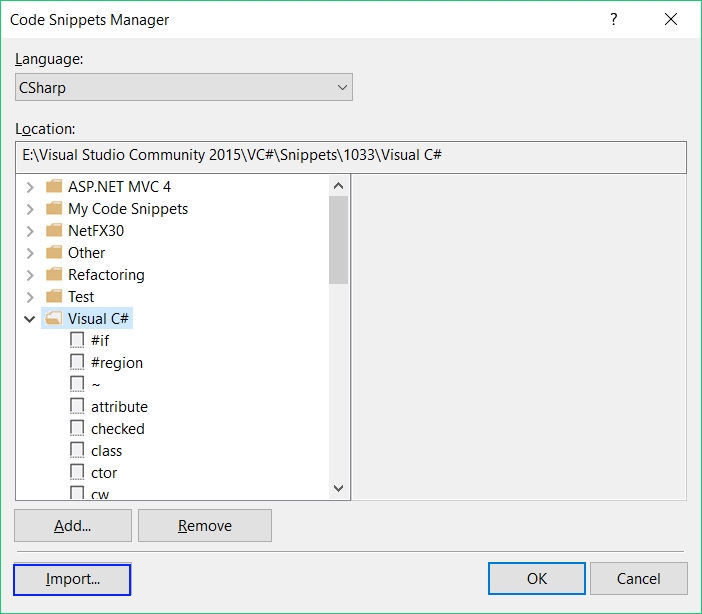 Code Snippets Manager
?
Language:
CSharp
Location:
E:\Visual Studio Community 2015\VC#\Snippets\1033\Visual C#
ASP.NET MVC 4
My Code Snippets
NetFX30
Other
Refactoring
Test
Visual C#
#if
#region
~
attribute
checked
class
ctor
cw
Add... Remove
Import... OK Cancel